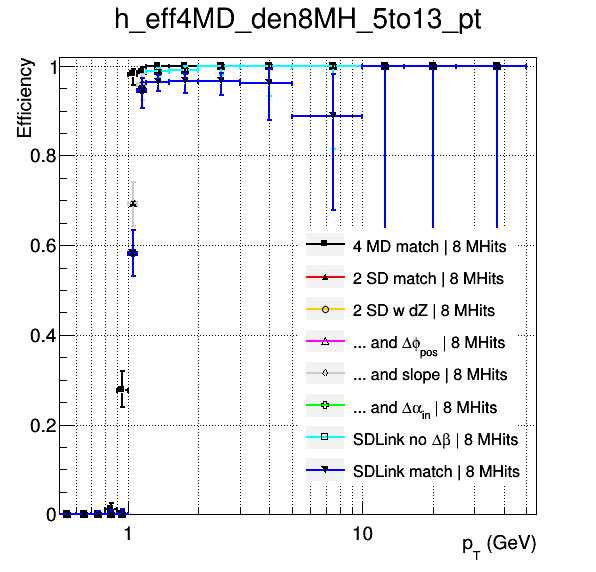 h_eff4MD_den8MH_5to13_pt
Efficiency
1
0.8
0.6
0.4
0.2
0
4 MD match | 8 MHits
2 SD match | 8 MHits
2 SD w dZ | 8 MHits
... and Δϕpos | 8 MHits
... and slope | 8 MHits
... and Δαin | 8 MHits
SDLink no Δβ | 8 MHits
SDLink match | 8 MHits
1 10
pT (GeV)